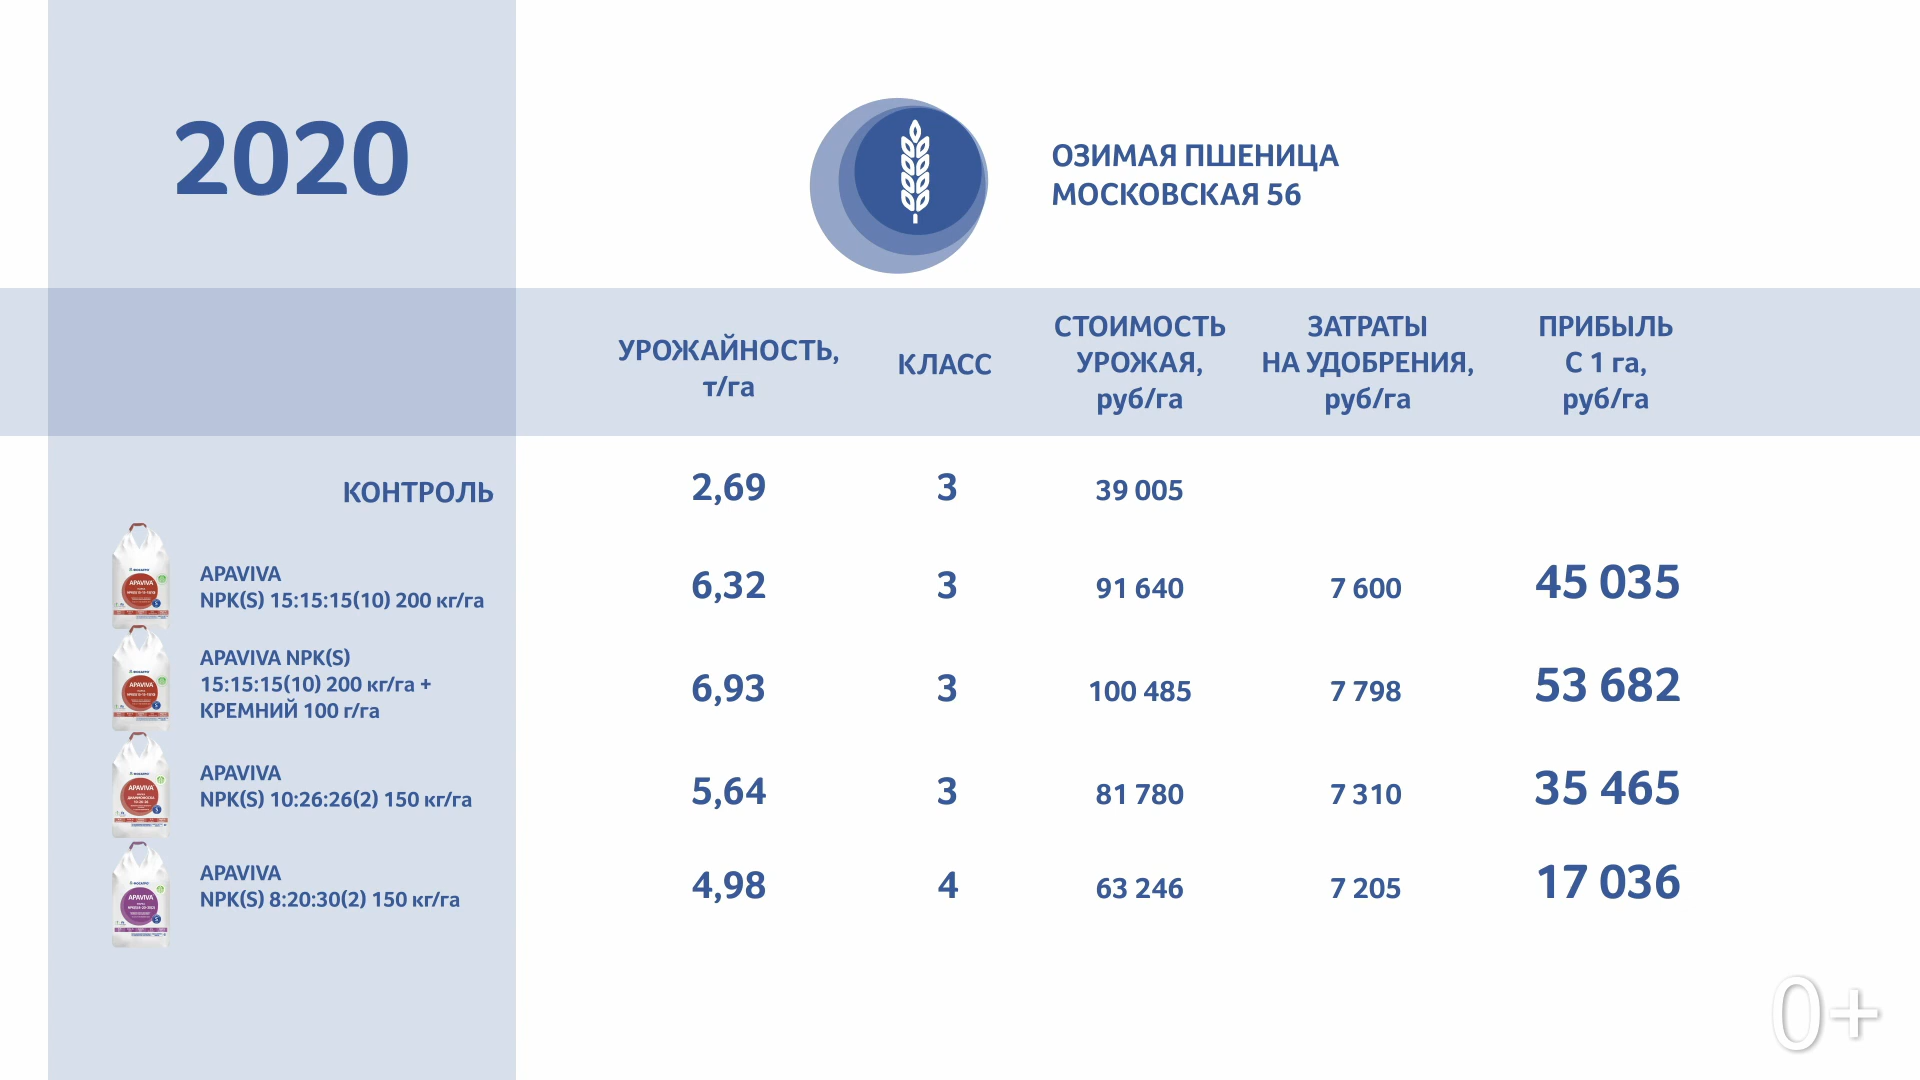 2020
ОЗИМАЯ ПШЕНИЦА
МОСКОВСКАЯ 56
УРОЖАЙНОСТЬ,
т/га
КЛАСС
СТОИМОСТЬ
УРОЖАЯ,
руб/га
ЗАТРАТЫ
НА УДОБРЕНИЯ,
руб/га
ПРИБЫЛЬ
С 1 га,
руб/га
КОНТРОЛЬ
2,69
3
39 005
APAVIVA
NPK(S) 15:15:15(10) 200 кг/га
6,32
3
91 640
7 600
45 035
APAVIVA NPK(S)
15:15:15(10) 200 кг/га +
КРЕМНИЙ 100 г/га
6,93
3
100 485
7 798
53 682
APAVIVA
NPK(S) 10:26:26(2) 150 кг/га
5,64
3
81 780
7 310
35 465
APAVIVA
NPK(S) 8:20:30(2) 150 кг/га
4,98
4
63 246
7 205
17 036
APAVIVA
APAVIVA
APAVIVA
APAVIVA
0+